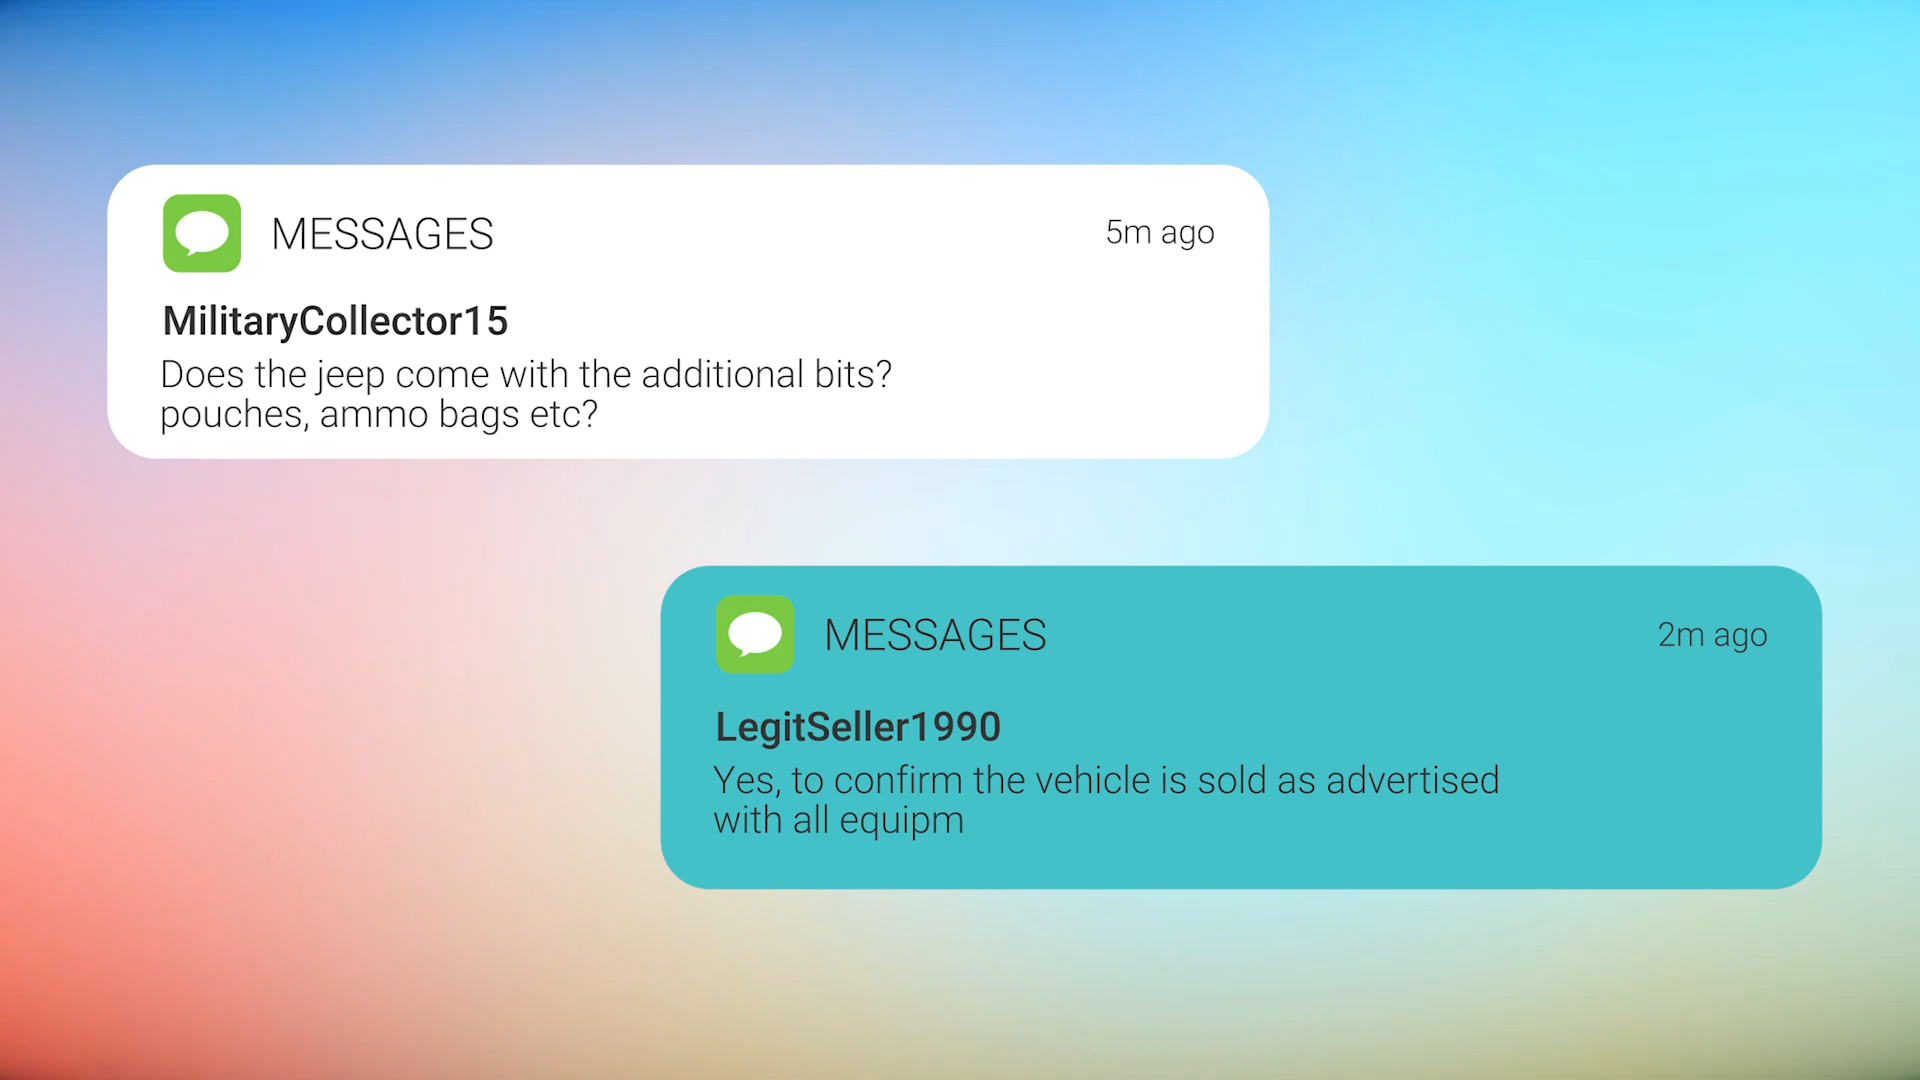 MESSAGES
5m ago
MilitaryCollector15
Does the jeep come with the additional bits?
pouches, ammo bags etc?
MESSAGES
2m ago
LegitSeller1990
Yes, to confirm the vehicle is sold as advertised
with all equipm